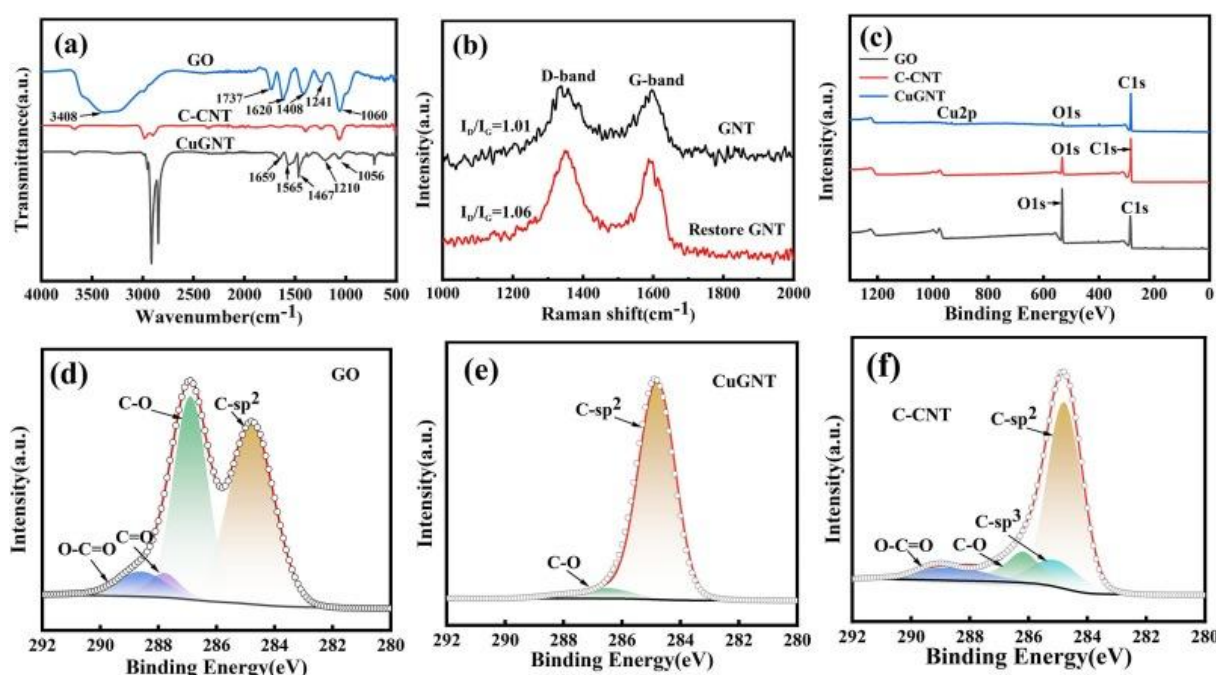 (a)
GO
3408
1737
1620
1408
1241
1060
C-CNT
CuGNT
1659
1565
1467
1210
1056
Transmittance(a.u.)
4000 3500 3000 2500 2000 1500 1000 500
Wavenumber(cm-1)
(b)
D-band
G-band
ID/IG=1.01
GNT
ID/IG=1.06
Restore GNT
Intensity(a.u.)
1000 1200 1400 1600 1800 2000
Raman shift(cm-1)
(c)
GO
C-CNT
CuGNT
C1s
Cu2p
O1s
O1s
C1s
O1s
C1s
Intensity(a.u.)
1200 1000 800 600 400 200 0
Binding Energy(eV)
(d)
GO
C-O
C-sp2
C=O
O-C=O
Intensity(a.u.)
292 290 288 286 284 282 280
Binding Energy(eV)
(e)
CuGNT
C-sp2
C-O
Intensity(a.u.)
292 290 288 286 284 282 280
Binding Energy(eV)
(f)
C-CNT
C-sp2
C-sp3
O-C=O
C-O
Intensity(a.u.)
292 290 288 286 284 282 280
Binding Energy(eV)